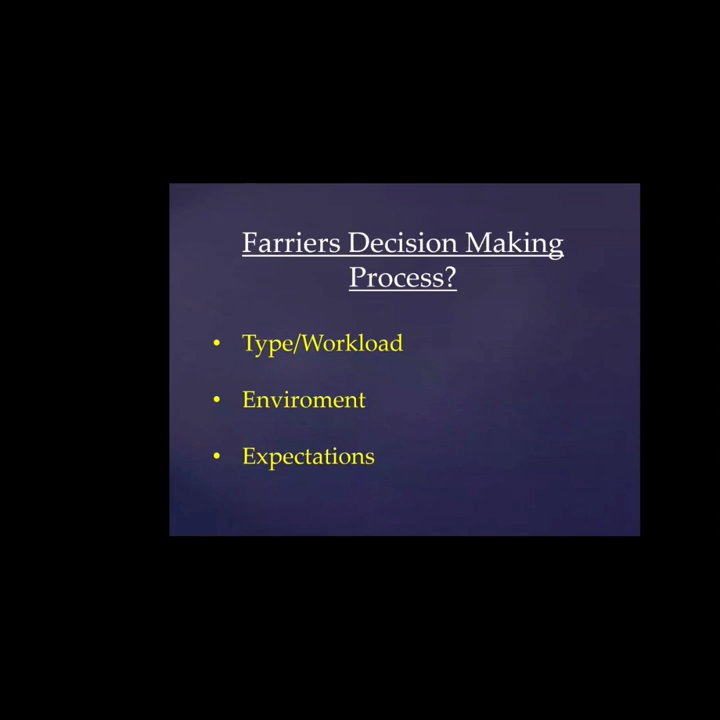 Farriers Decision Making
Process?
• Type/Workload
• Enviroment
• Expectations